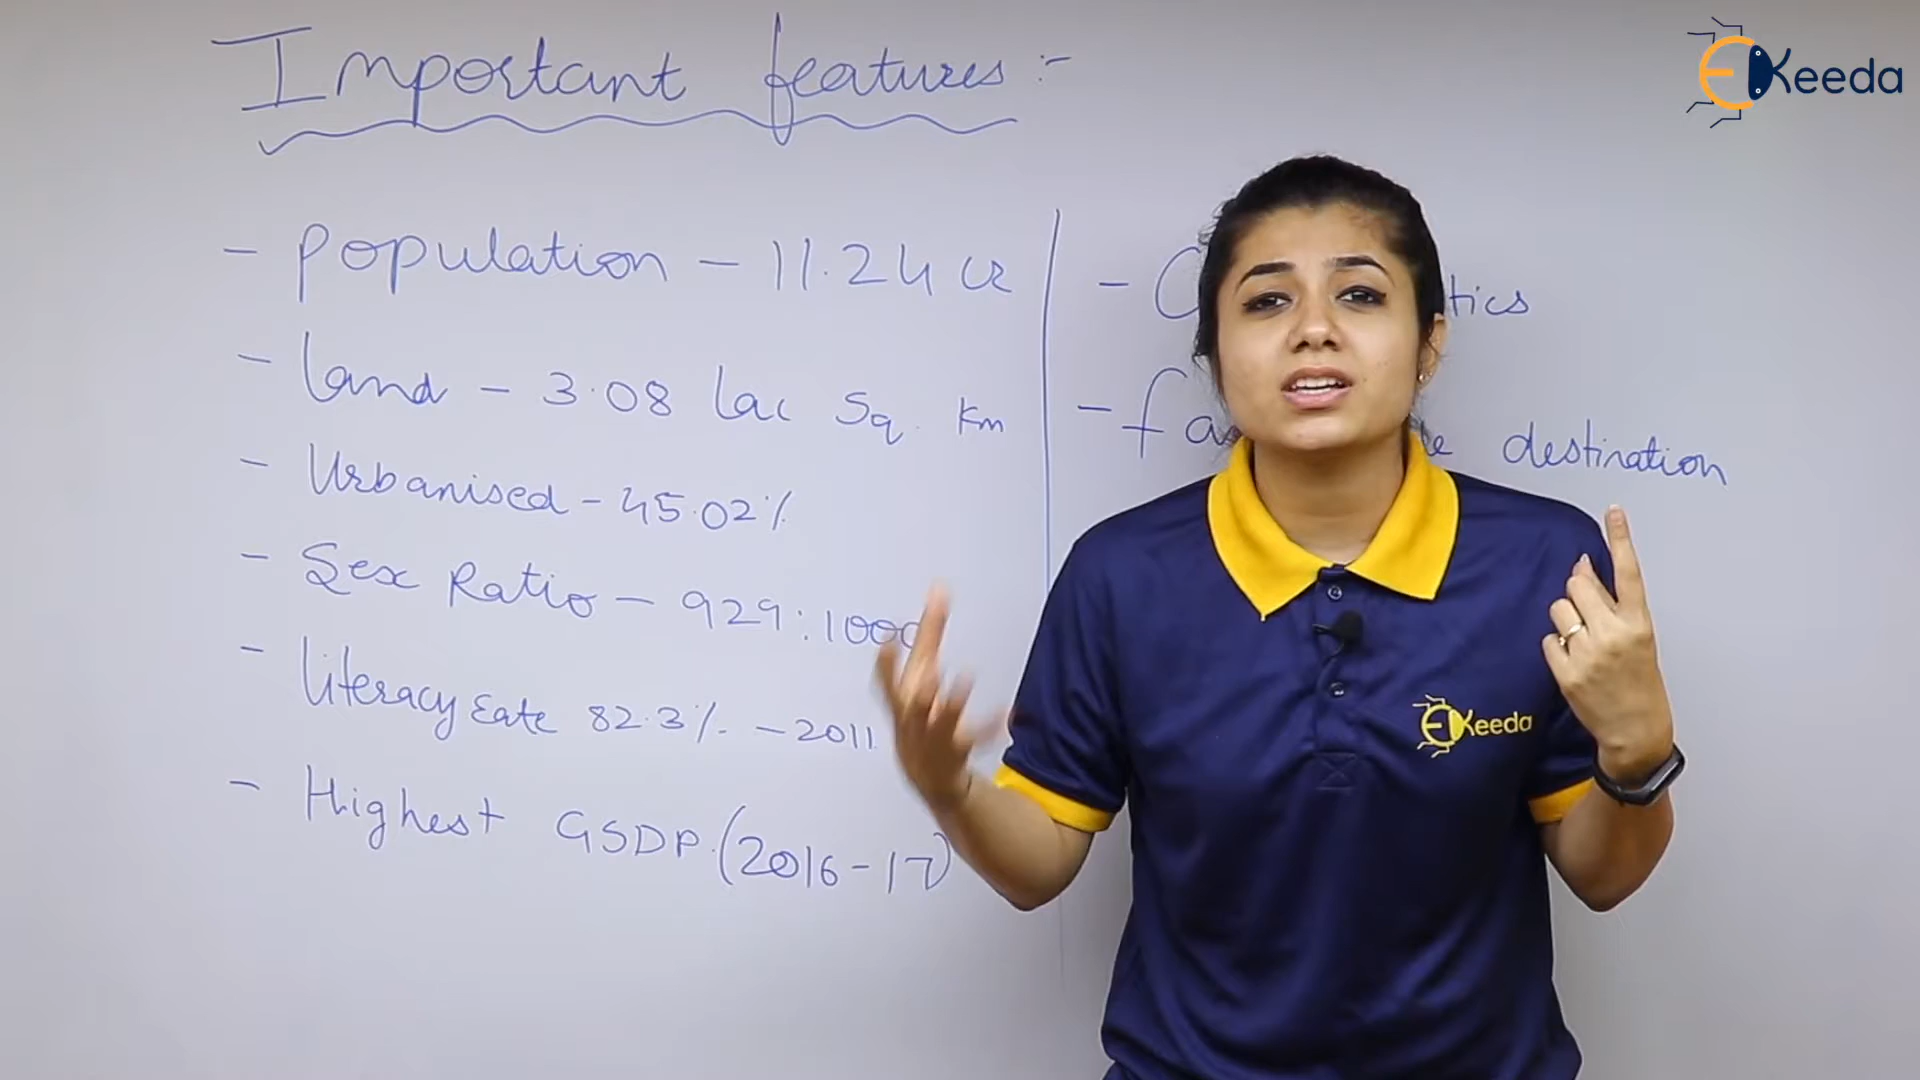 Important features :-
- Population - 11.24 cr
- Land - 3.08 lac Sq. Km
- Urbanised - 45.02%
- Sex Ratio - 929:1000
- Literacy rate 82.3% - 2011
- Highest GSDP (2016-17)
-
- destination
EKeeda
EKeeda